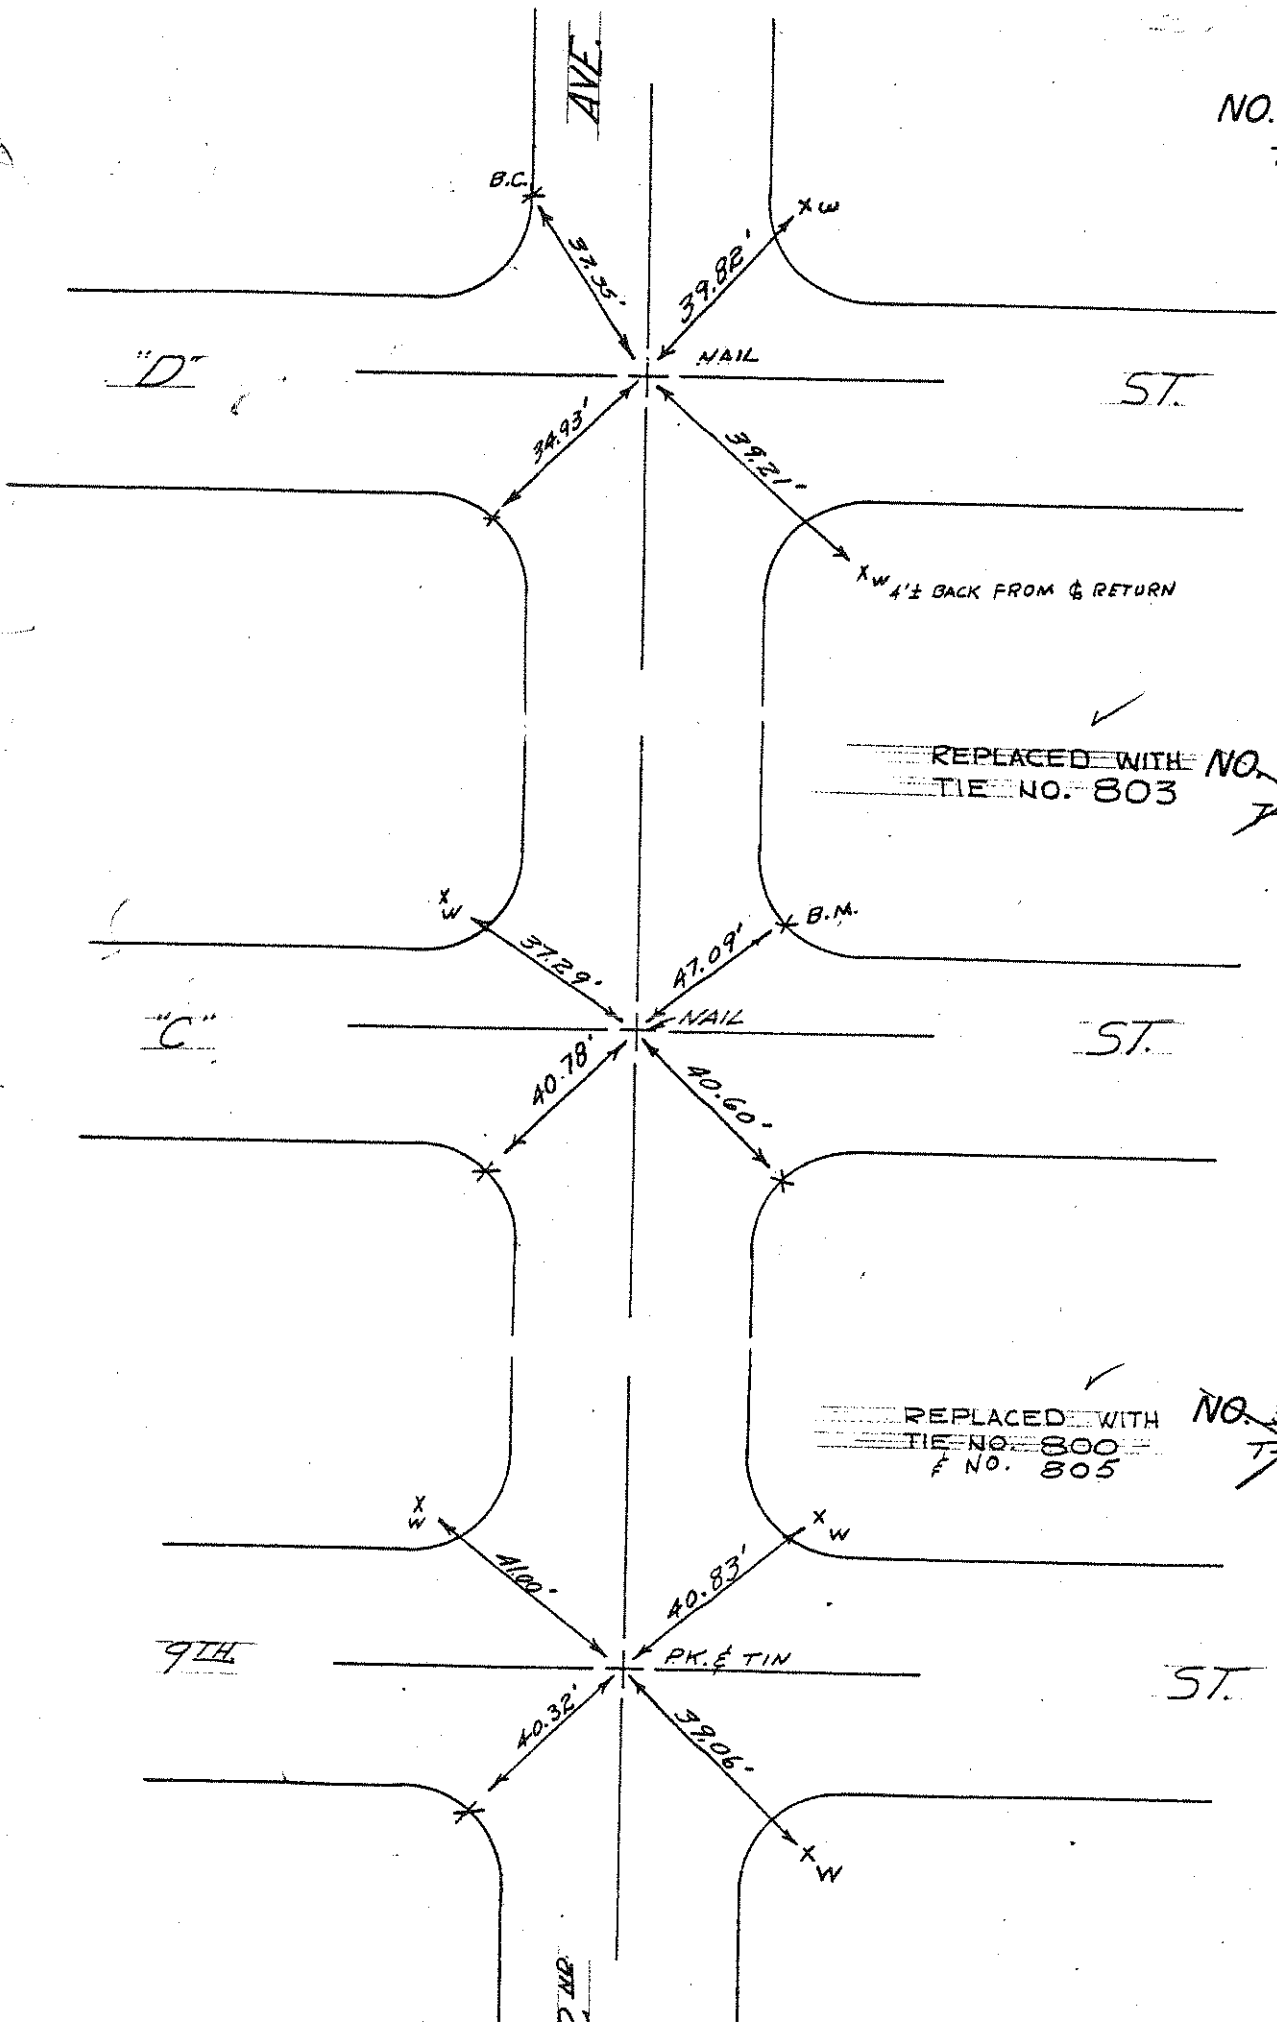 AVE.
NO.
B.C.
X W
37.35'
39.82'
NAIL
"D"
ST.
34.93'
39.21'
X W 4'± BACK FROM ₵ RETURN
REPLACED WITH NO.
TIE NO. 803
X W
B.M.
37.29'
47.09'
NAIL
"C"
ST.
40.78'
40.60'
REPLACED WITH NO.
TIE NO. 800
& NO. 805
X W
X W
41.00'
40.83'
PK. & TIN
9TH.
ST.
40.32'
39.06'
X W
2ND